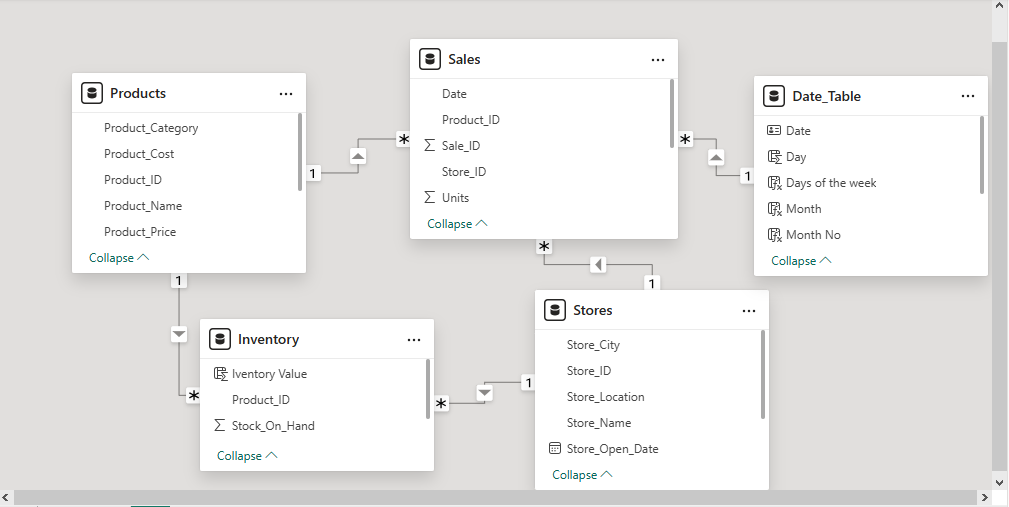 Products
...
Product_Category
Product_Cost
Product_ID
Product_Name
Product_Price
Collapse
Sales
...
Date
Product_ID
Σ Sale_ID
Store_ID
Σ Units
Collapse
Date_Table
...
Date
Day
Days of the week
Month
Month No
Collapse
1
*
*
1
1
*
*
1
*
1
Inventory
...
Iventory Value
Product_ID
Σ Stock_On_Hand
Collapse
Stores
...
Store_City
Store_ID
Store_Location
Store_Name
Store_Open_Date
Collapse